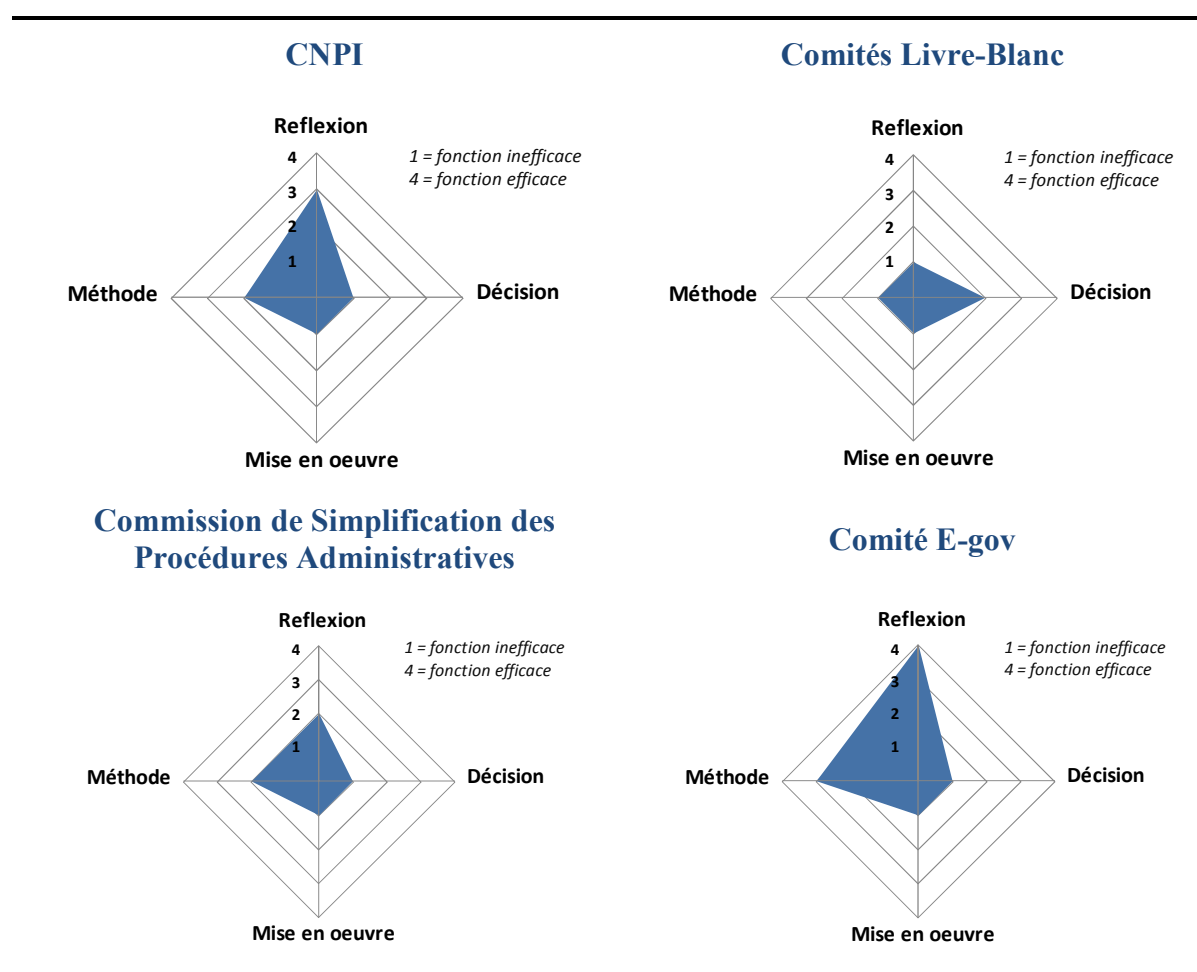 CNPI
Reflexion
1 = fonction inefficace
4 = fonction efficace
4
3
2
1
Méthode
Décision
Mise en oeuvre
Comités Livre-Blanc
Reflexion
1 = fonction inefficace
4 = fonction efficace
4
3
2
1
Méthode
Décision
Mise en oeuvre
Commission de Simplification des
Procédures Administratives
Reflexion
1 = fonction inefficace
4 = fonction efficace
4
3
2
1
Méthode
Décision
Mise en oeuvre
Comité E-gov
Reflexion
1 = fonction inefficace
4 = fonction efficace
4
3
2
1
Méthode
Décision
Mise en oeuvre